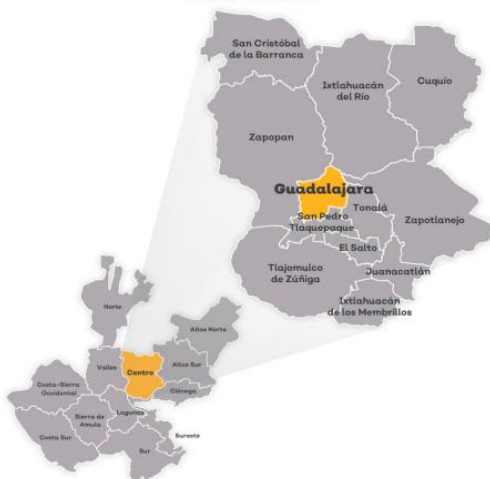 San Cristóbal
de la Barranca
Ixtlahuacán
del Río
Cuquío
Zapopan
Guadalajara
Tonalá
San Pedro
Tlaquepaque
Zapotlanejo
El Salto
Tlajomulco
de Zúñiga
Juanacatlán
Ixtlahuacán
de los Membrillos
Norte
Altos Norte
Valles
Centro
Altos Sur
Ciénega
Costa-Sierra
Occidental
Sierra de
Amula
Lagunas
Costa Sur
Sureste
Sur